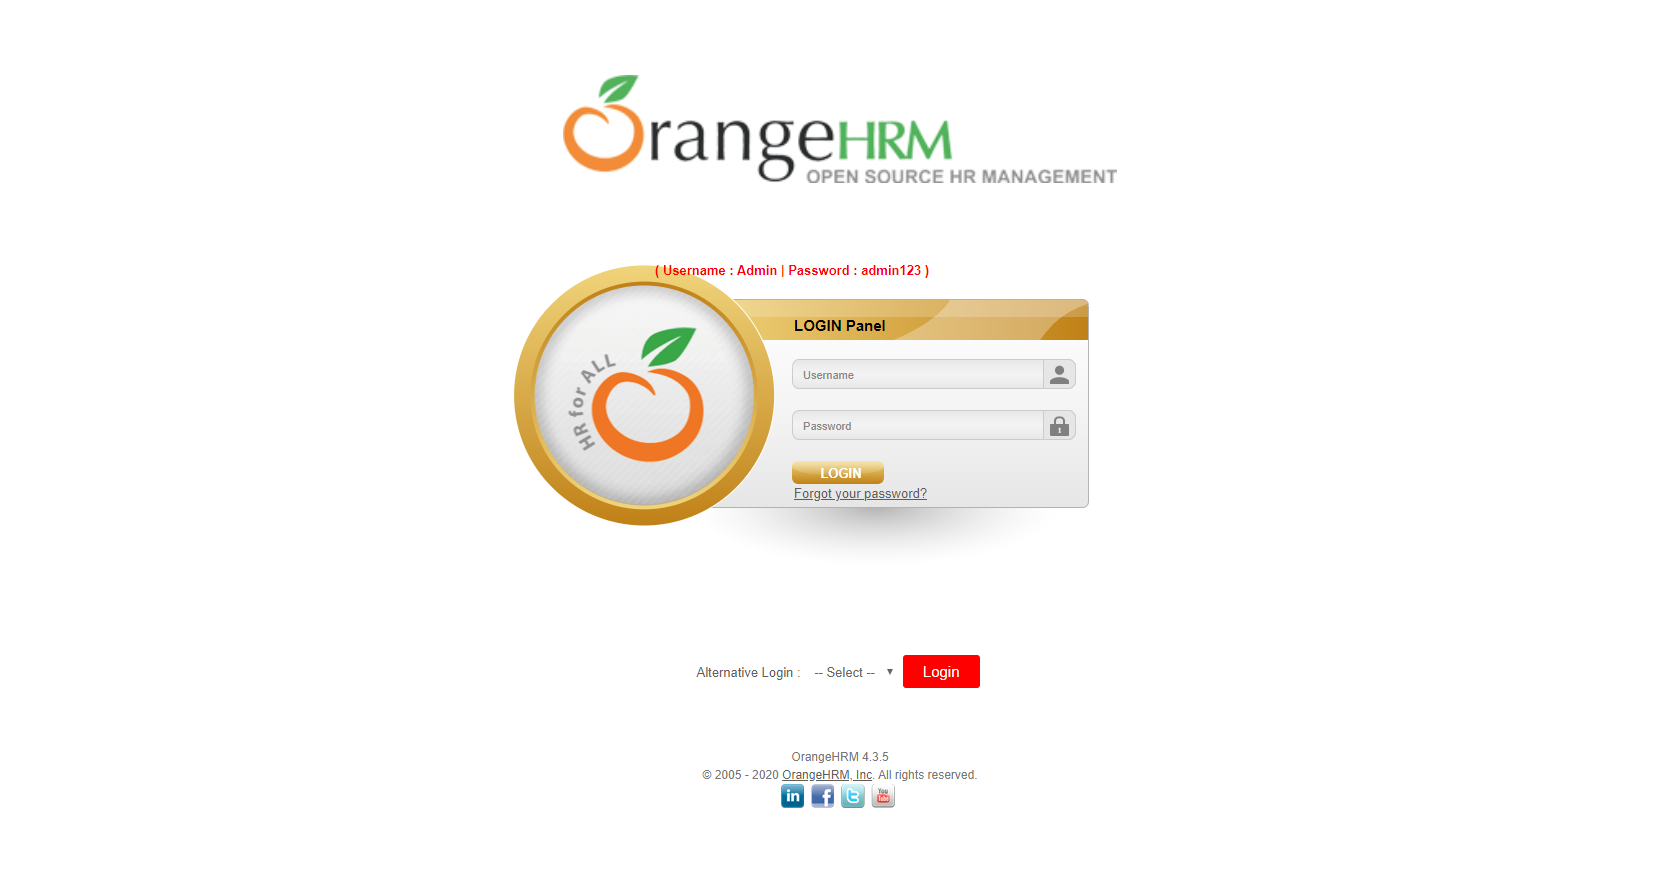 OrangeHRM
OPEN SOURCE HR MANAGEMENT
( Username : Admin | Password : admin123 )
HR for ALL
LOGIN Panel
Username
Password
LOGIN
Forgot your password?
Alternative Login : -- Select -- Login
OrangeHRM 4.3.5
© 2005 - 2020 OrangeHRM, Inc. All rights reserved.
in f t You Tube